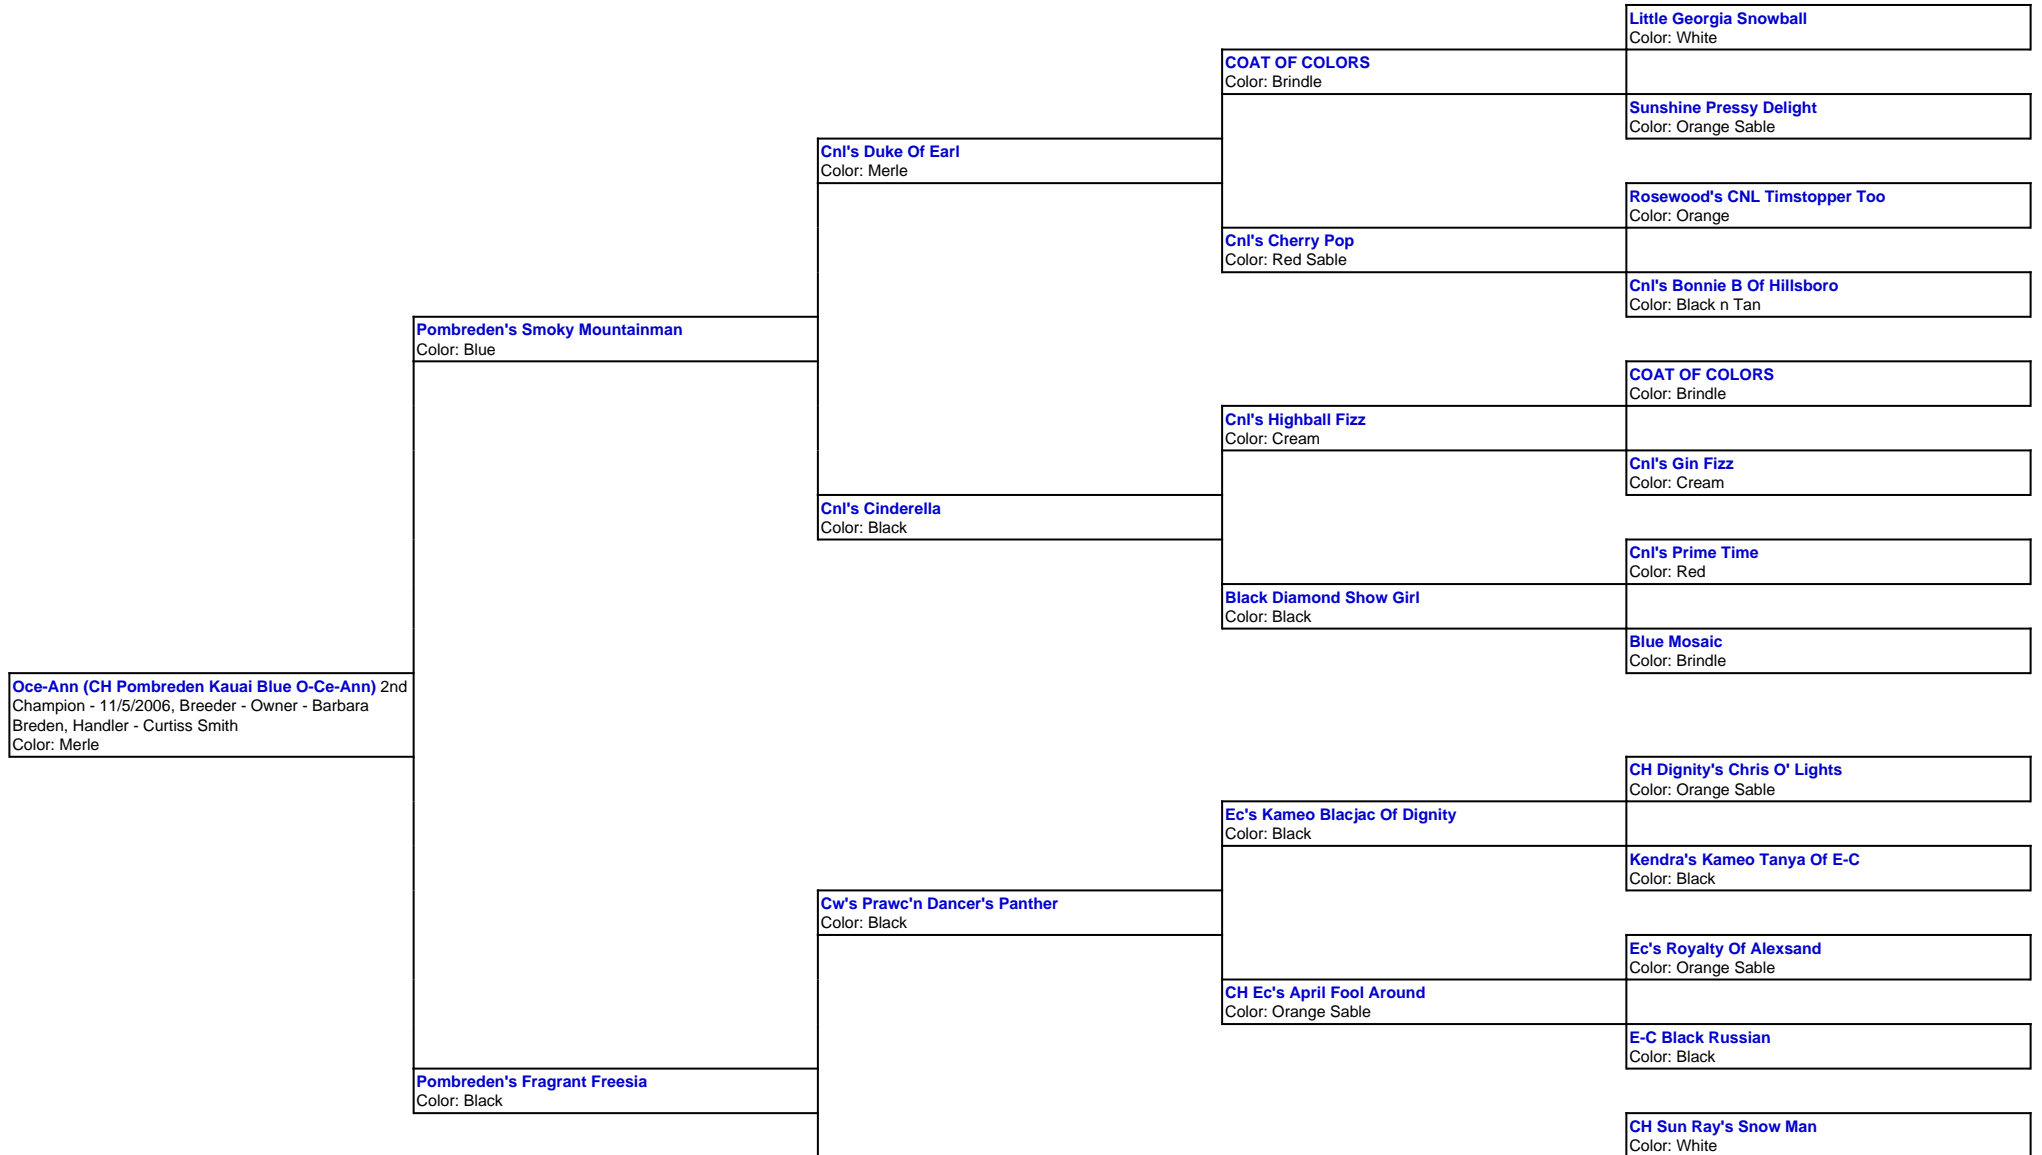 Little Georgia Snowball
Color: White
COAT OF COLORS
Color: Brindle
Sunshine Pressy Delight
Color: Orange Sable
Cnl's Duke Of Earl
Color: Merle
Rosewood's CNL Timstopper Too
Color: Orange
Cnl's Cherry Pop
Color: Red Sable
Cnl's Bonnie B Of Hillsboro
Color: Black n Tan
Pombreden's Smoky Mountainman
Color: Blue
COAT OF COLORS
Color: Brindle
Cnl's Highball Fizz
Color: Cream
Cnl's Gin Fizz
Color: Cream
Cnl's Cinderella
Color: Black
Cnl's Prime Time
Color: Red
Black Diamond Show Girl
Color: Black
Blue Mosaic
Color: Brindle
Oce-Ann (CH Pombreden Kauai Blue O-Ce-Ann) 2nd
Champion - 11/5/2006, Breeder - Owner - Barbara
Breden, Handler - Curtiss Smith
Color: Merle
CH Dignity's Chris O' Lights
Color: Orange Sable
Ec's Kameo Blacjac Of Dignity
Color: Black
Kendra's Kameo Tanya Of E-C
Color: Black
Cw's Prawc'n Dancer's Panther
Color: Black
Ec's Royalty Of Alexsand
Color: Orange Sable
CH Ec's April Fool Around
Color: Orange Sable
E-C Black Russian
Color: Black
Pombreden's Fragrant Freesia
Color: Black
CH Sun Ray's Snow Man
Color: White